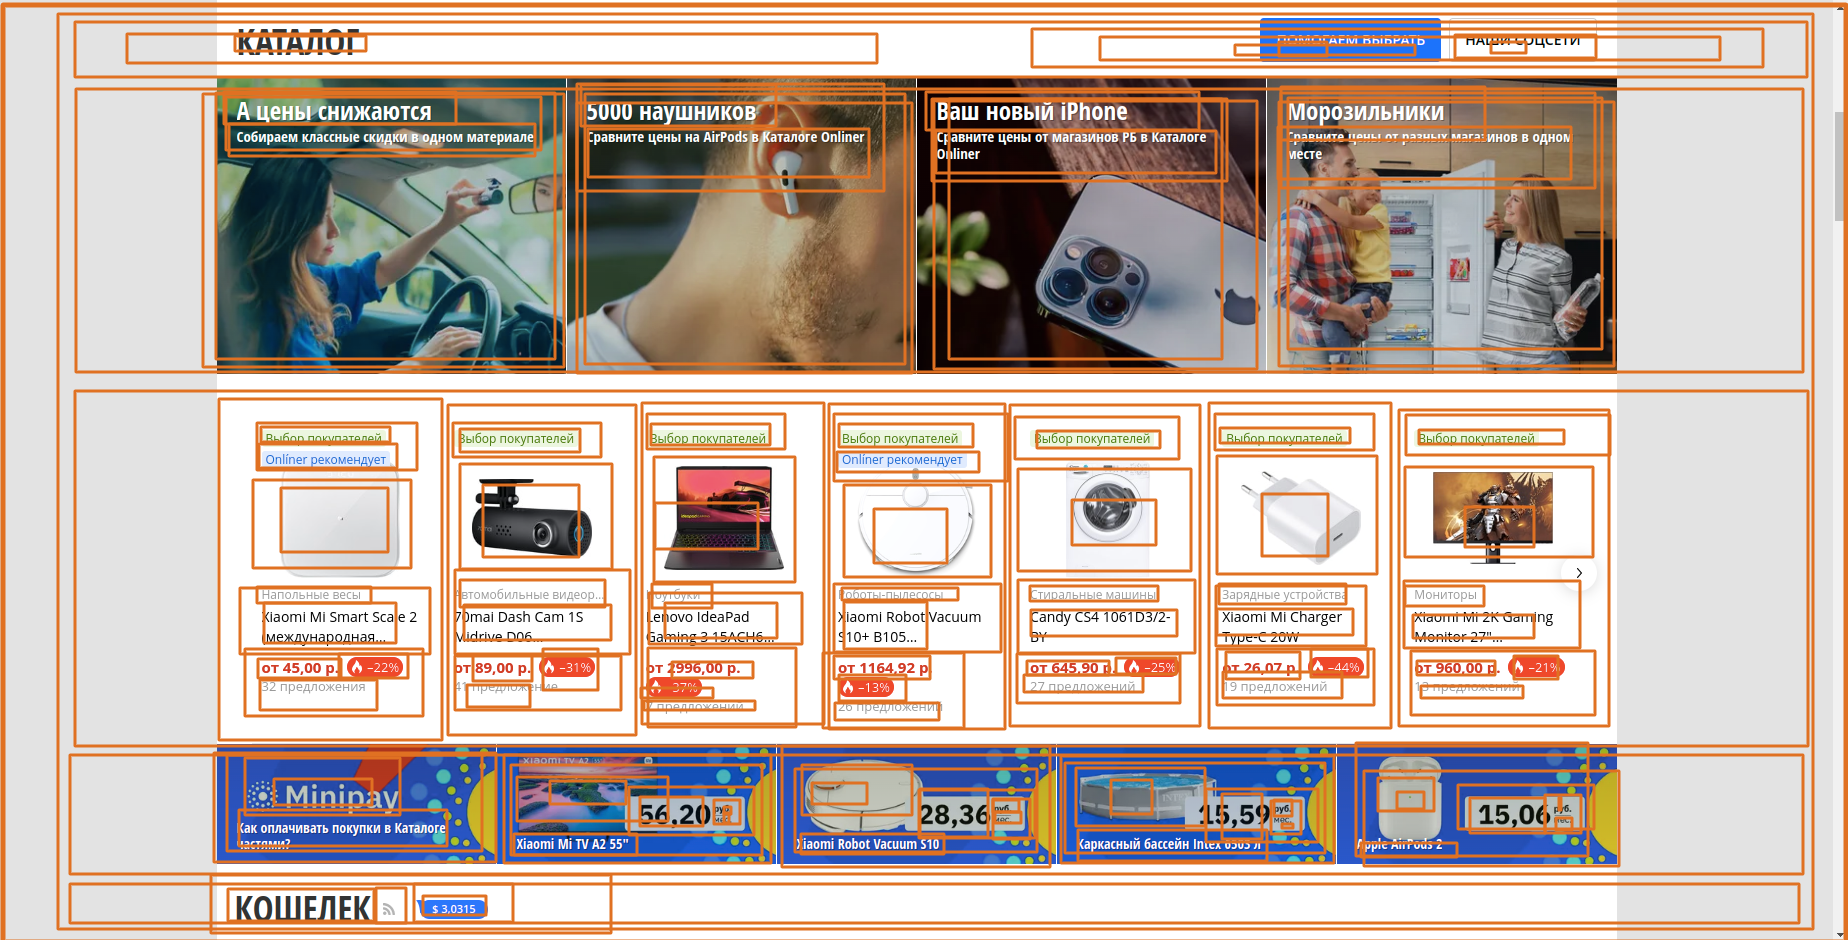 КАТАЛОГ
ПОМОГАЕМ ВЫБРАТЬ
НАШИ СОЦСЕТИ
А цены снижаются
Собираем классные скидки в одном материале
5000 наушников
Сравните цены на AirPods в Каталоге Onliner
Ваш новый iPhone
Сравните цены от магазинов РБ в Каталоге
Onliner
Морозильники
Сравните цены от разных магазинов в одном
месте
Выбор покупателей
Onlíner рекомендует
Напольные весы
Xiaomi Mi Smart Scale 2
(международная...
от 45,00 р.
–22%
32 предложения
Выбор покупателей
Автомобильные видеор...
70mai Dash Cam 1S
Midrive D06...
от 89,00 р.
–31%
41 предложение
Выбор покупателей
Ноутбуки
Lenovo IdeaPad
Gaming 3 15ACH6...
от 2996,00 р.
–37%
7 предложений
Выбор покупателей
Onlíner рекомендует
Роботы-пылесосы
Xiaomi Robot Vacuum
S10+ B105...
от 1164,92 р.
–13%
26 предложений
Выбор покупателей
Стиральные машины
Candy CS4 1061D3/2-
BY
от 645,90 р.
–25%
27 предложений
Выбор покупателей
Зарядные устройства
Xiaomi Mi Charger
Type-C 20W
от 26,07 р.
–44%
19 предложений
Выбор покупателей
Мониторы
Xiaomi Mi 2K Gaming
Monitor 27"...
от 960,00 р.
–21%
13 предложений
Minipay
Как оплачивать покупки в Каталоге
частями?
XIAOMI TV A2
56,20 руб.
мес.
Xiaomi Mi TV A2 55"
28,36
Xiaomi Robot Vacuum S10
15,59 руб.
мес.
Каркасный бассейн Intex 6503 л
15,06 руб.
мес.
Apple AirPods 2
КОШЕЛЕК
$ 3,0315